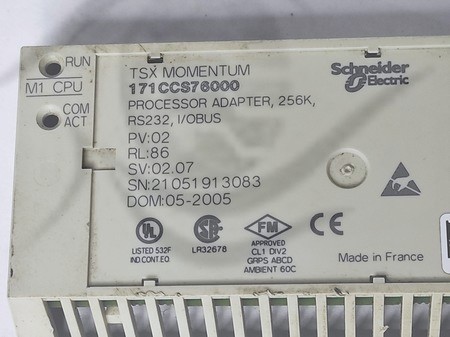 RUN
M1 CPU
COM
ACT
TSX MOMENTUM
171CCS76000
PROCESSOR ADAPTER, 256K,
RS232, I/OBUS
PV:02
RL:86
SV:02.07
SN:21051913083
DOM:05-2005
Schneider
Electric
UL
LISTED 532F
IND.CONT.EQ
LR32678
FM
APPROVED
CL1 DIV2
GRPS ABCD
AMBIENT 60C
Made in France